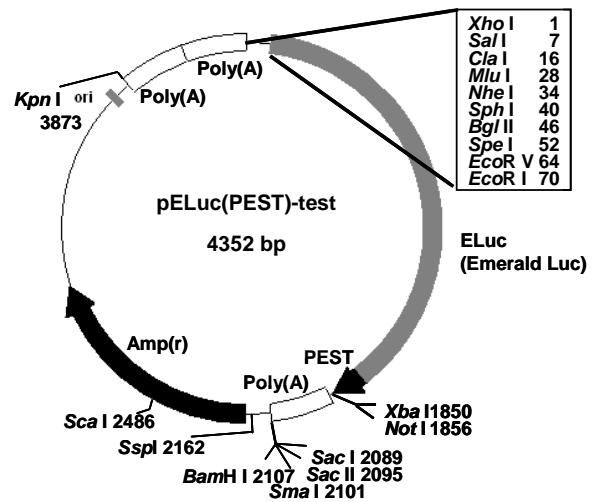 Xho I 1
Sal I 7
Cla I 16
Mlu I 28
Nhe I 34
Sph I 40
Bgl II 46
Spe I 52
EcoR V 64
EcoR I 70
Poly(A)
Poly(A)
Kpn I ori
3873
pELuc(PEST)-test
4352 bp
ELuc
(Emerald Luc)
Amp(r)
PEST
Poly(A)
Xba I1850
Not I 1856
Sca I 2486
SspI 2162
BamH I 2107
Sac I 2089
Sac II 2095
Sma I 2101